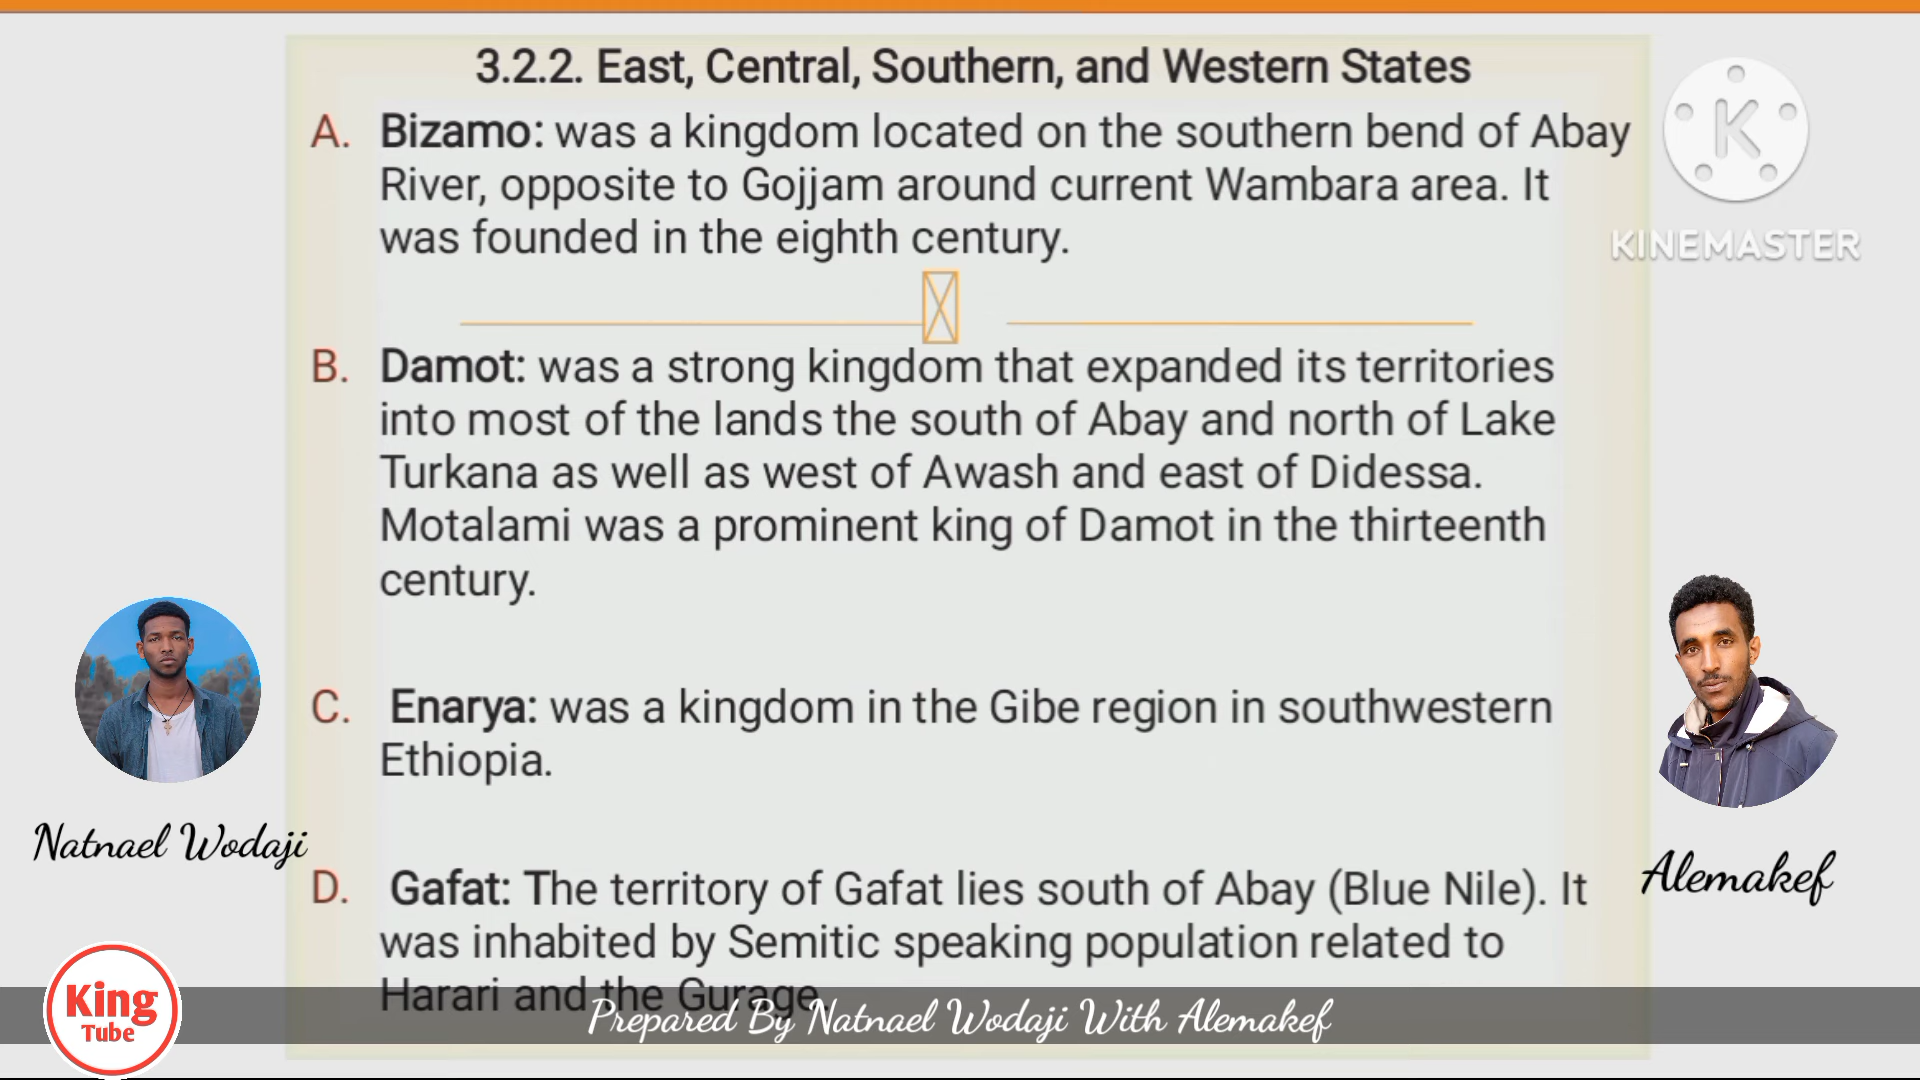 3.2.2. East, Central, Southern, and Western States
A. Bizamo: was a kingdom located on the southern bend of Abay
River, opposite to Gojjam around current Wambara area. It
was founded in the eighth century.
B. Damot: was a strong kingdom that expanded its territories
into most of the lands the south of Abay and north of Lake
Turkana as well as west of Awash and east of Didessa.
Motalami was a prominent king of Damot in the thirteenth
century.
C. Enarya: was a kingdom in the Gibe region in southwestern
Ethiopia.
D. Gafat: The territory of Gafat lies south of Abay (Blue Nile). It
was inhabited by Semitic speaking population related to
Harari and the Gurage.
K
KINEMASTER
Natnael Wodaji
Alemakef
King
Tube
Prepared By Natnael Wodaji With Alemakef